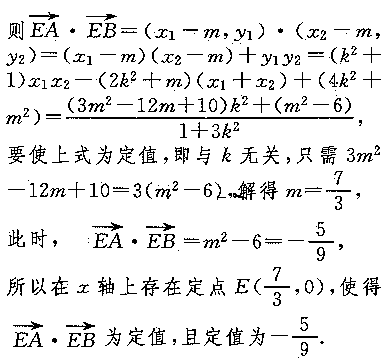 则 $\overrightarrow{EA}\cdot\overrightarrow{EB}=(x_1-m,y_1)\cdot(x_2-m,$
$y_2)=(x_1-m)(x_2-m)+y_1y_2=(k^2+$
$1)x_1x_2-(2k^2+m)(x_1+x_2)+(4k^2+$
$m^2)=\dfrac{(3m^2-12m+10)k^2+(m^2-6)}{1+3k^2},$
要使上式为定值,即与 $k$ 无关,只需 $3m^2$
$-12m+10=3(m^2-6)$,解得 $m=\dfrac{7}{3},$
此时, $\overrightarrow{EA}\cdot\overrightarrow{EB}=m^2-6=-\dfrac{5}{9},$
所以在 $x$ 轴上存在定点 $E(\dfrac{7}{3},0)$,使得
$\overrightarrow{EA}\cdot\overrightarrow{EB}$ 为定值,且定值为 $-\dfrac{5}{9}$.